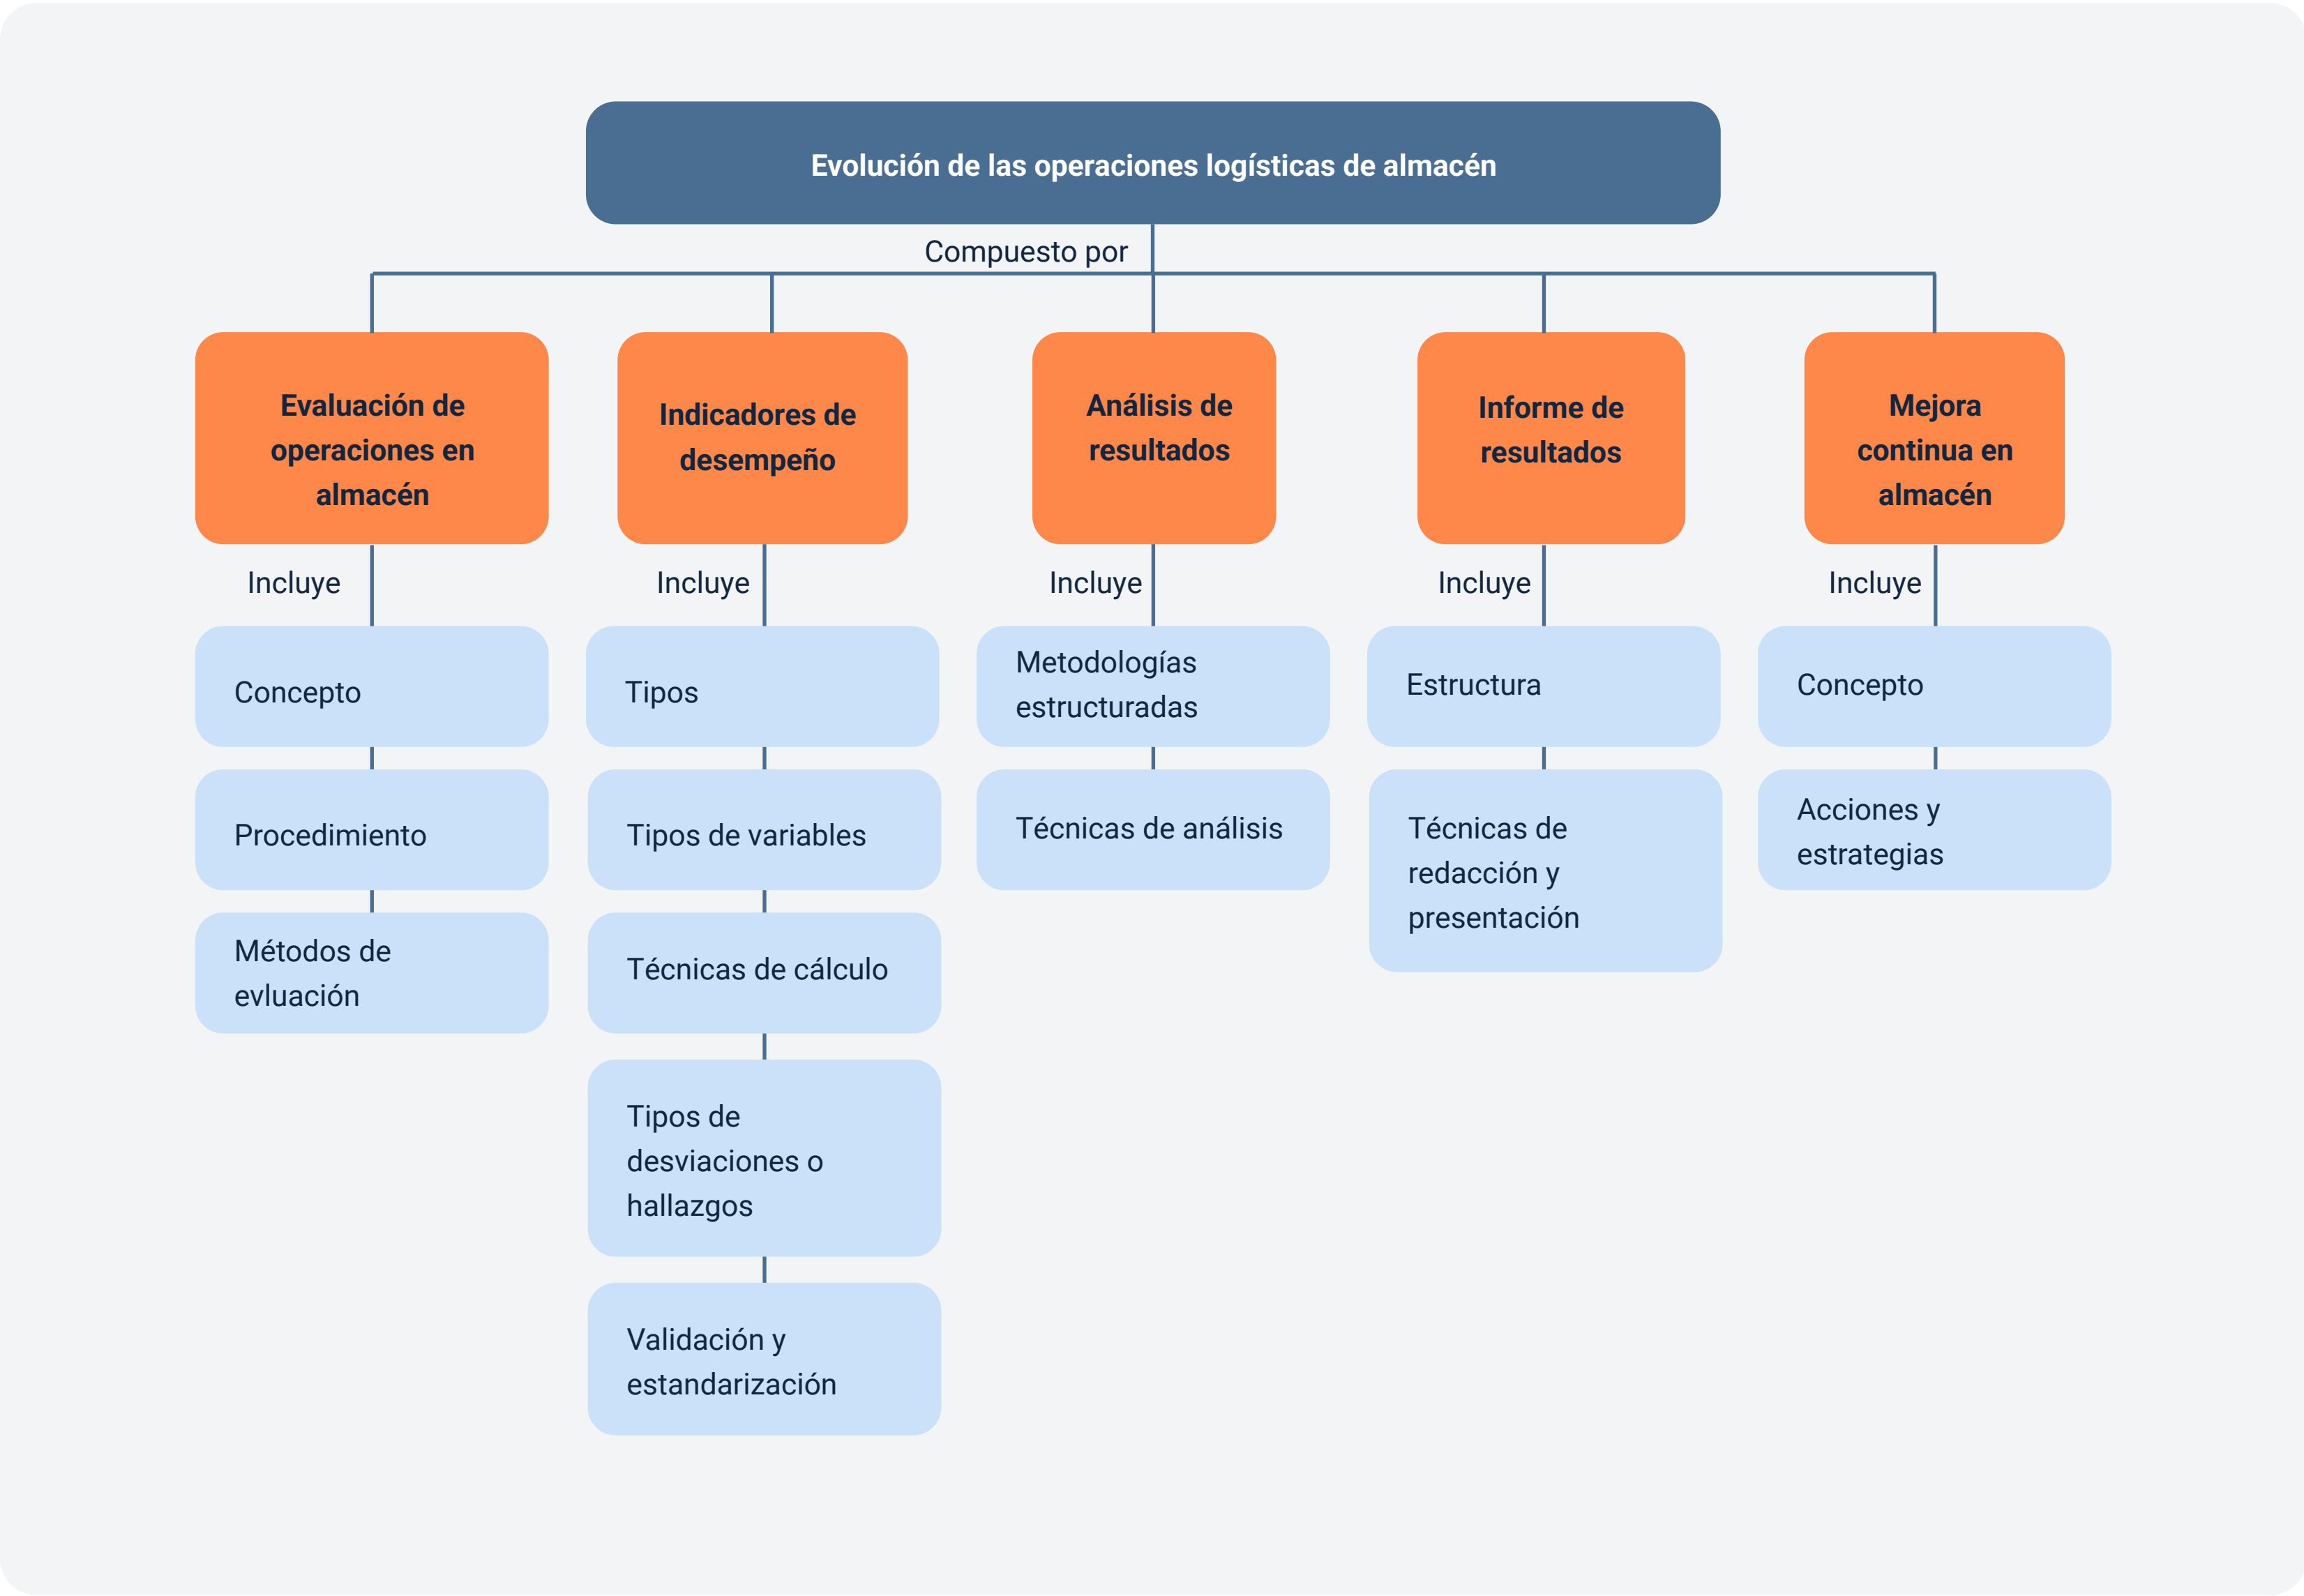 Evolución de las operaciones logísticas de almacén
Compuesto por
Evaluación de
operaciones en
almacén
Incluye
Concepto
Procedimiento
Métodos de
evluación
Indicadores de
desempeño
Incluye
Tipos
Tipos de variables
Técnicas de cálculo
Tipos de
desviaciones o
hallazgos
Validación y
estandarización
Análisis de
resultados
Incluye
Metodologías
estructuradas
Técnicas de análisis
Informe de
resultados
Incluye
Estructura
Técnicas de
redacción y
presentación
Mejora
continua en
almacén
Incluye
Concepto
Acciones y
estrategias